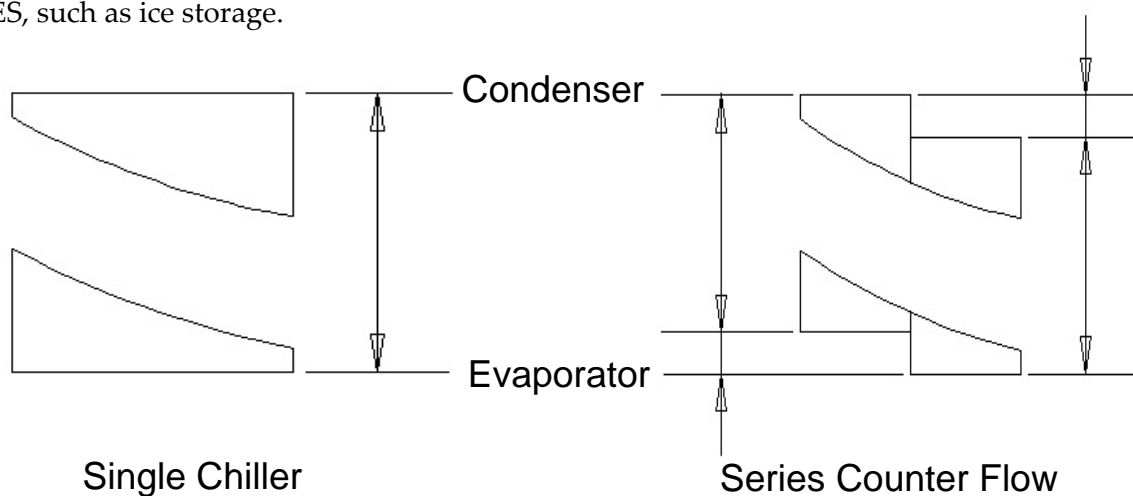 ES, such as ice storage.
Condenser
Evaporator
Single Chiller
Series Counter Flow